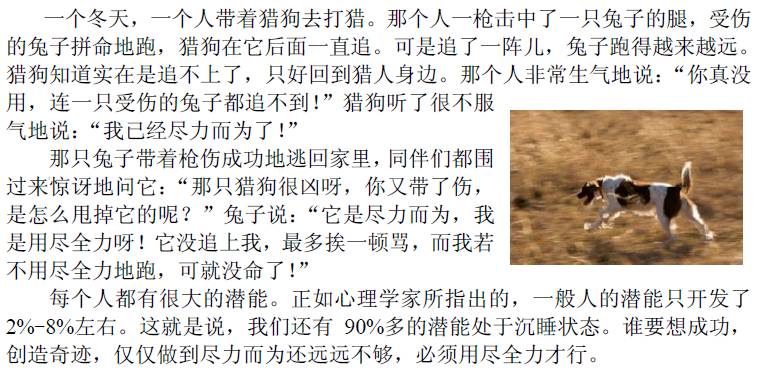 一个冬天，一个人带着猎狗去打猎。那个人一枪击中了一只兔子的腿，受伤
的兔子拼命地跑，猎狗在它后面一直追。可是追了一阵儿，兔子跑得越来越远。
猎狗知道实在是追不上了，只好回到猎人身边。那个人非常生气地说：“你真没
用，连一只受伤的兔子都追不到！”猎狗听了很不服
气地说：“我已经尽力而为了！”
那只兔子带着枪伤成功地逃回家里，同伴们都围
过来惊讶地问它：“那只猎狗很凶呀，你又带了伤，
是怎么甩掉它的呢？”兔子说：“它是尽力而为，我
是用尽全力呀！它没追上我，最多挨一顿骂，而我若
不用尽全力地跑，可就没命了！”
每个人都有很大的潜能。正如心理学家所指出的，一般人的潜能只开发了
2%-8%左右。这就是说，我们还有 90%多的潜能处于沉睡状态。谁要想成功，
创造奇迹，仅仅做到尽力而为还远远不够，必须用尽全力才行。